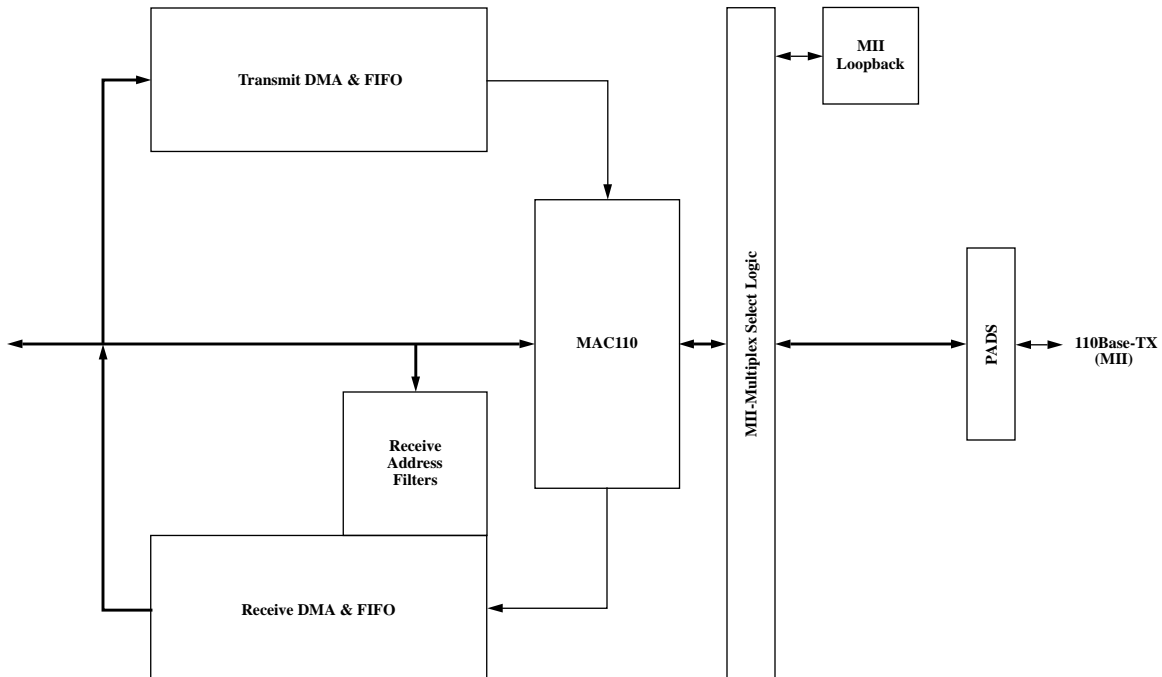 Transmit DMA & FIFO
MII
Loopback
MAC110
MII-Multiplex Select Logic
PADS
110Base-TX
(MII)
Receive
Address
Filters
Receive DMA & FIFO